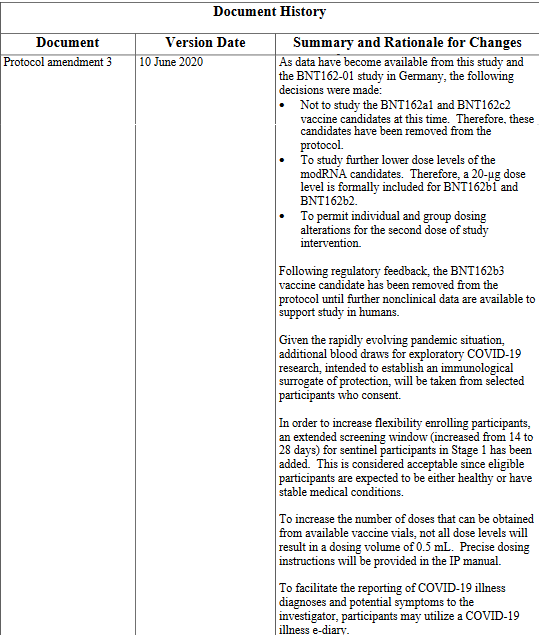 Document History
Document Version Date Summary and Rationale for Changes
Protocol amendment 3 10 June 2020 As data have become available from this study and
the BNT162-01 study in Germany, the following
decisions were made:
• Not to study the BNT162a1 and BNT162c2
vaccine candidates at this time. Therefore, these
candidates have been removed from the
protocol.
• To study further lower dose levels of the
modRNA candidates. Therefore, a 20-µg dose
level is formally included for BNT162b1 and
BNT162b2.
• To permit individual and group dosing
alterations for the second dose of study
intervention.
Following regulatory feedback, the BNT162b3
vaccine candidate has been removed from the
protocol until further nonclinical data are available to
support study in humans.
Given the rapidly evolving pandemic situation,
additional blood draws for exploratory COVID-19
research, intended to establish an immunological
surrogate of protection, will be taken from selected
participants who consent.
In order to increase flexibility enrolling participants,
an extended screening window (increased from 14 to
28 days) for sentinel participants in Stage 1 has been
added. This is considered acceptable since eligible
participants are expected to be either healthy or have
stable medical conditions.
To increase the number of doses that can be obtained
from available vaccine vials, not all dose levels will
result in a dosing volume of 0.5 mL. Precise dosing
instructions will be provided in the IP manual.
To facilitate the reporting of COVID-19 illness
diagnoses and potential symptoms to the
investigator, participants may utilize a COVID-19
illness e-diary.